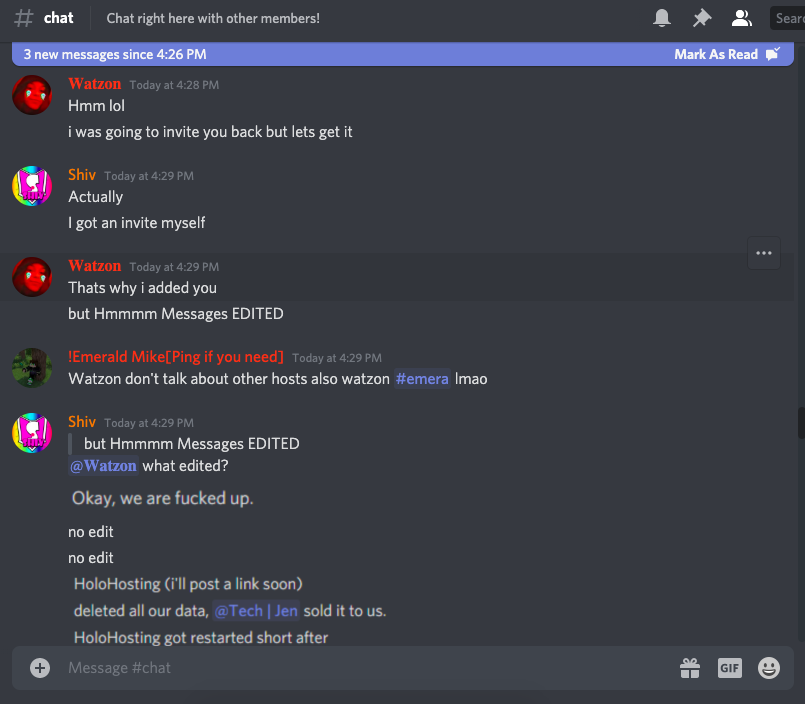 # chat Chat right here with other members! Sear
3 new messages since 4:26 PM Mark As Read
Watzon Today at 4:28 PM
Hmm lol
i was going to invite you back but lets get it
Shiv Today at 4:29 PM
Actually
I got an invite myself
Watzon Today at 4:29 PM
Thats why i added you
but Hmmmm Messages EDITED
!Emerald Mike[Ping if you need] Today at 4:29 PM
Watzon don't talk about other hosts also watzon #emera lmao
Shiv Today at 4:29 PM
but Hmmmm Messages EDITED
@Watzon what edited?
Okay, we are fucked up.
no edit
no edit
HoloHosting (i'll post a link soon)
deleted all our data, @Tech | Jen sold it to us.
HoloHosting got restarted short after
Message #chat GIF